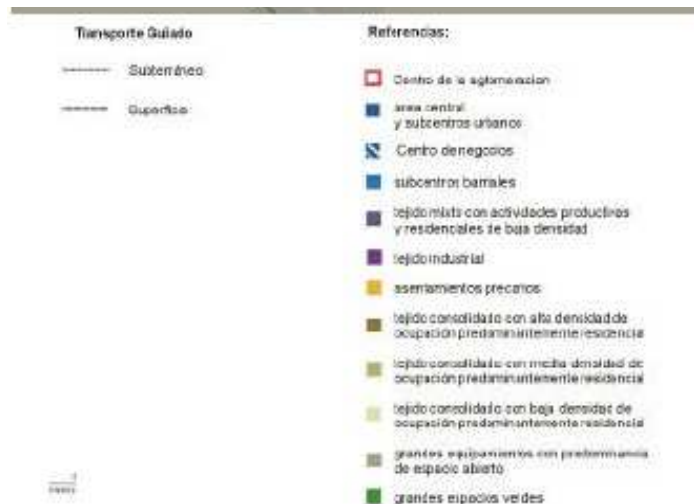 Transporte Guiado
Subterráneo
Superficie
Referencias:
Centro de la aglomeracion
area central
y subcentros urbanos
Centro de negocios
subcentros barriales
tejido mixto con actividades productivas
y residenciales de baja densidad
tejido industrial
asentamientos precarios
tejido consolidado con alta densidad de
ocupación predominantemente residencial
tejido consolidado con media densidad de
ocupación predominantemente residencial
tejido consolidado con baja densidad de
ocupación predominantemente residencial
grandes equipamientos con predominancia
de espacio abierto
grandes espacios verdes